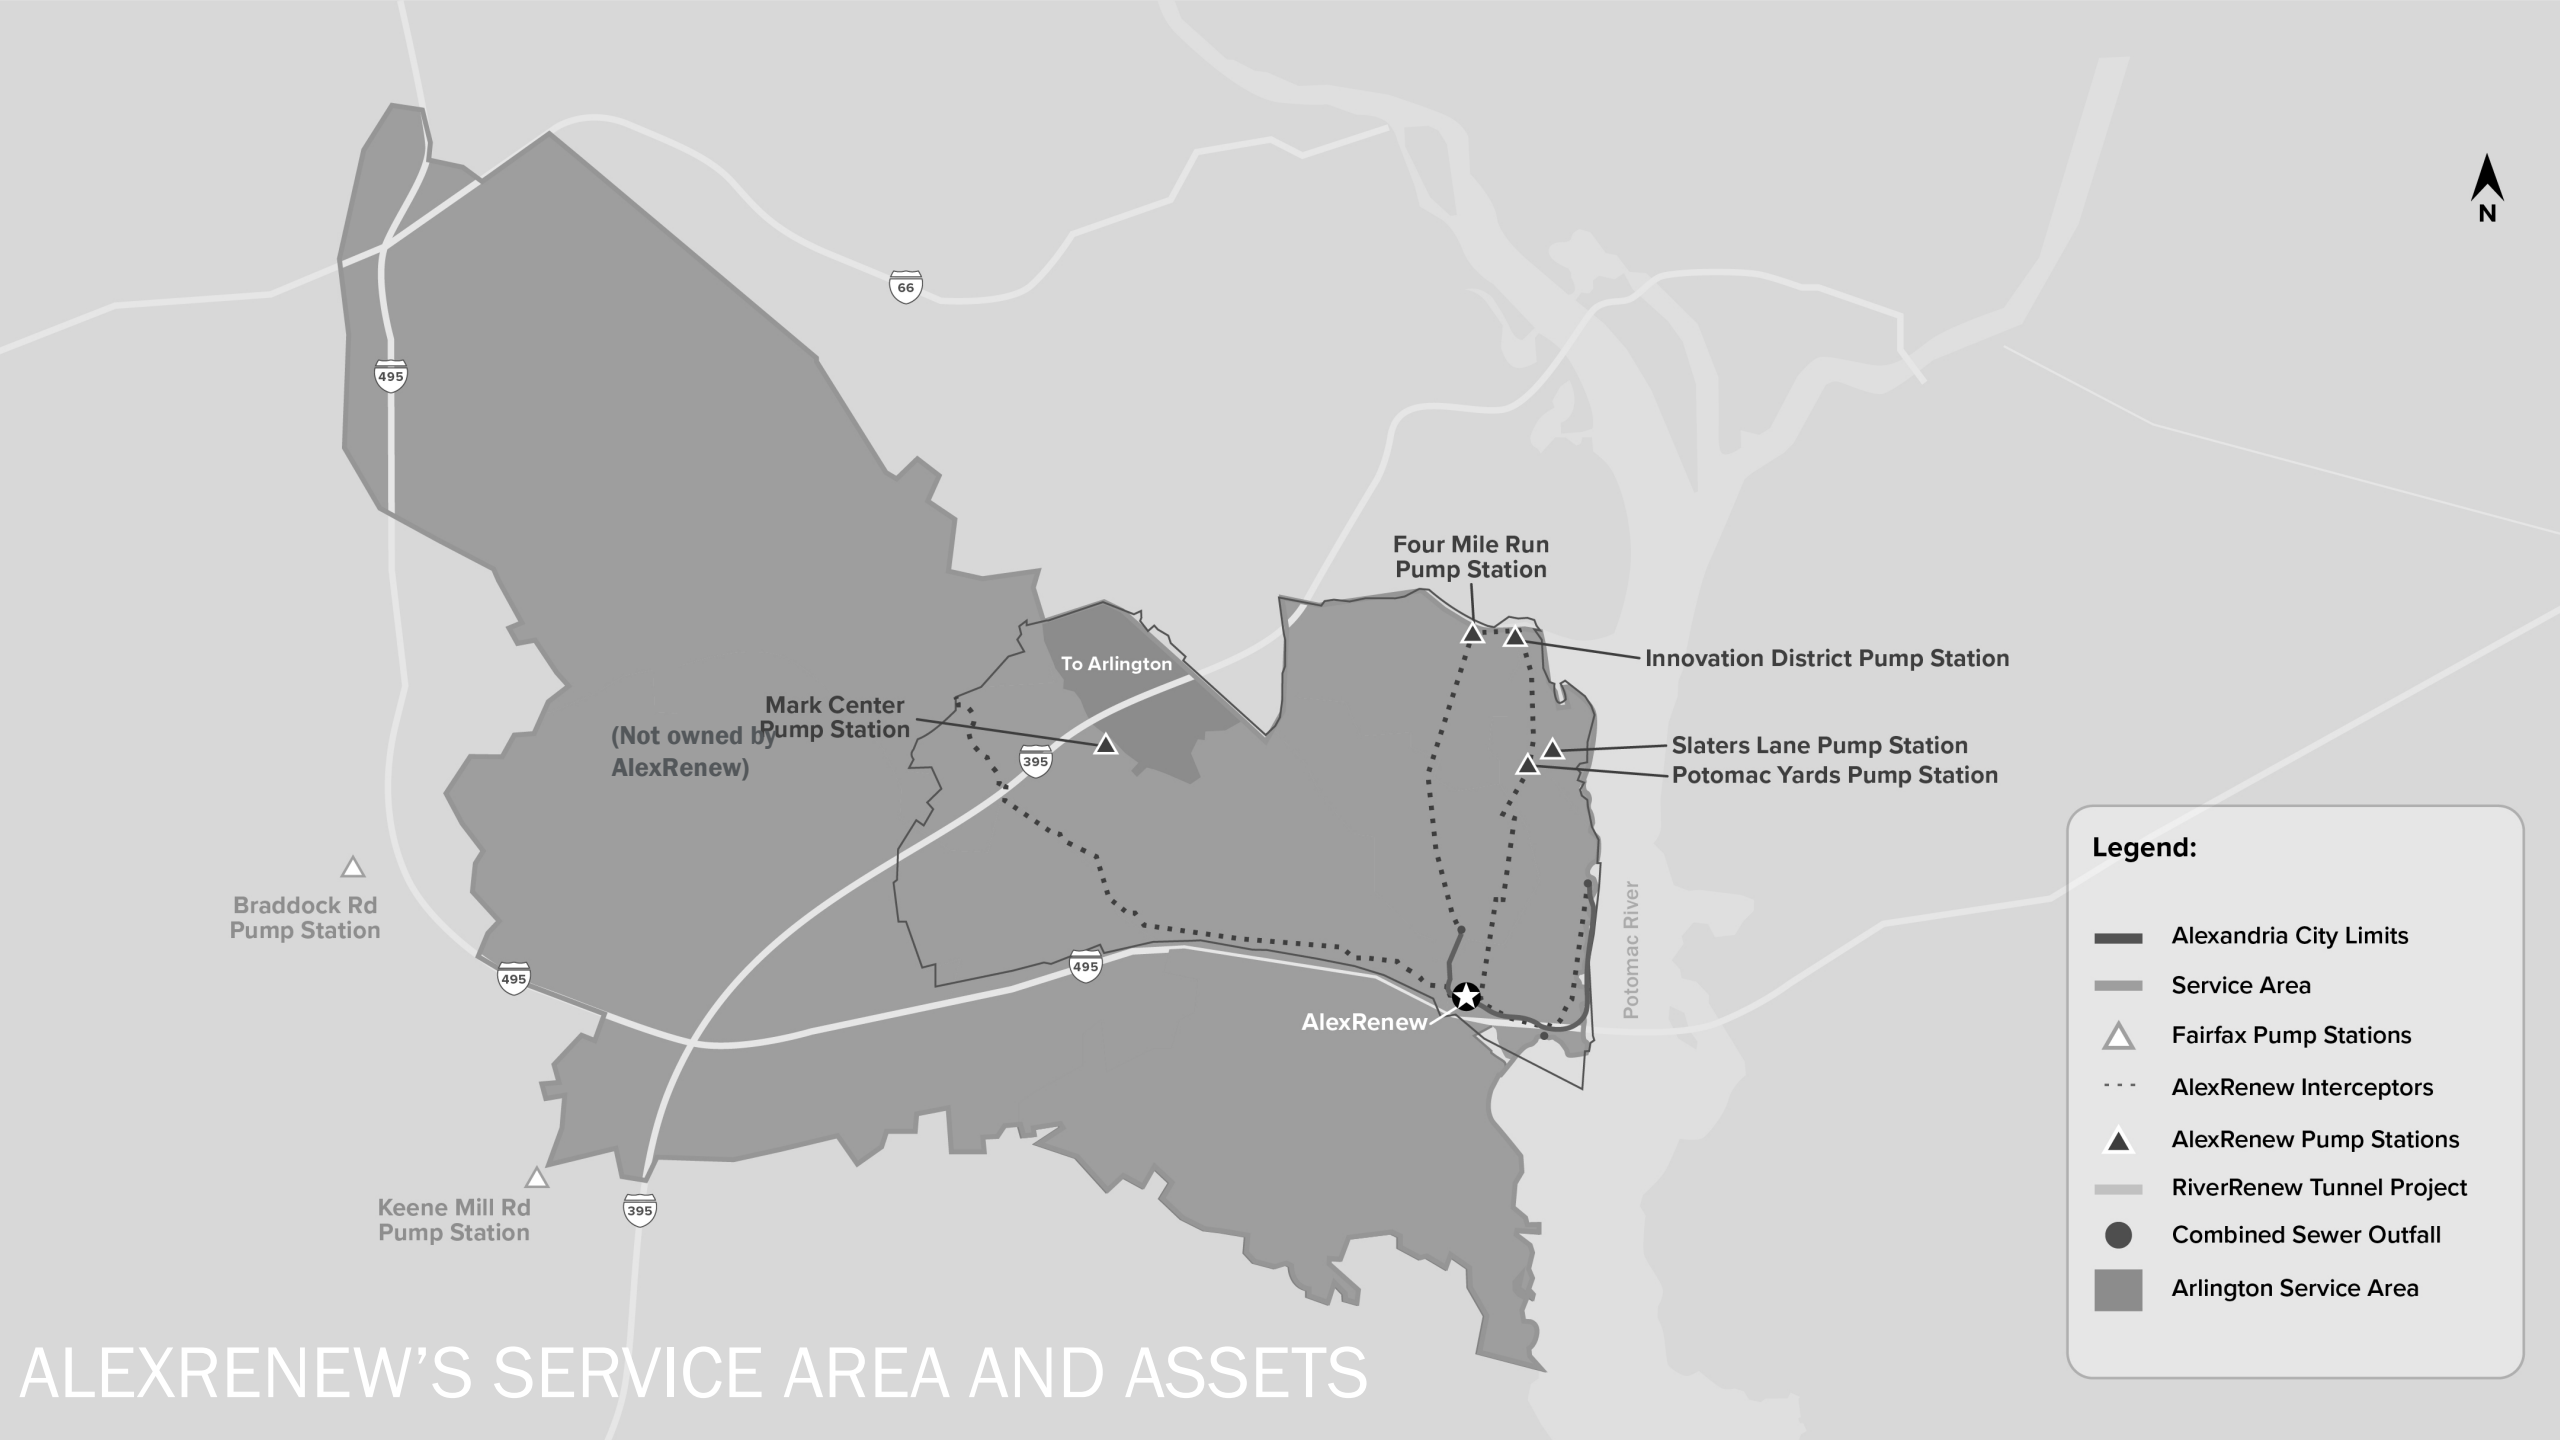 N
66
495
Four Mile Run
Pump Station
Innovation District Pump Station
To Arlington
Mark Center
Pump Station
(Not owned by
AlexRenew)
395
Slaters Lane Pump Station
Potomac Yards Pump Station
Braddock Rd
Pump Station
495
495
Potomac River
AlexRenew
Keene Mill Rd
Pump Station
395
Legend:
Alexandria City Limits
Service Area
Fairfax Pump Stations
AlexRenew Interceptors
AlexRenew Pump Stations
RiverRenew Tunnel Project
Combined Sewer Outfall
Arlington Service Area
ALEXRENEW’S SERVICE AREA AND ASSETS